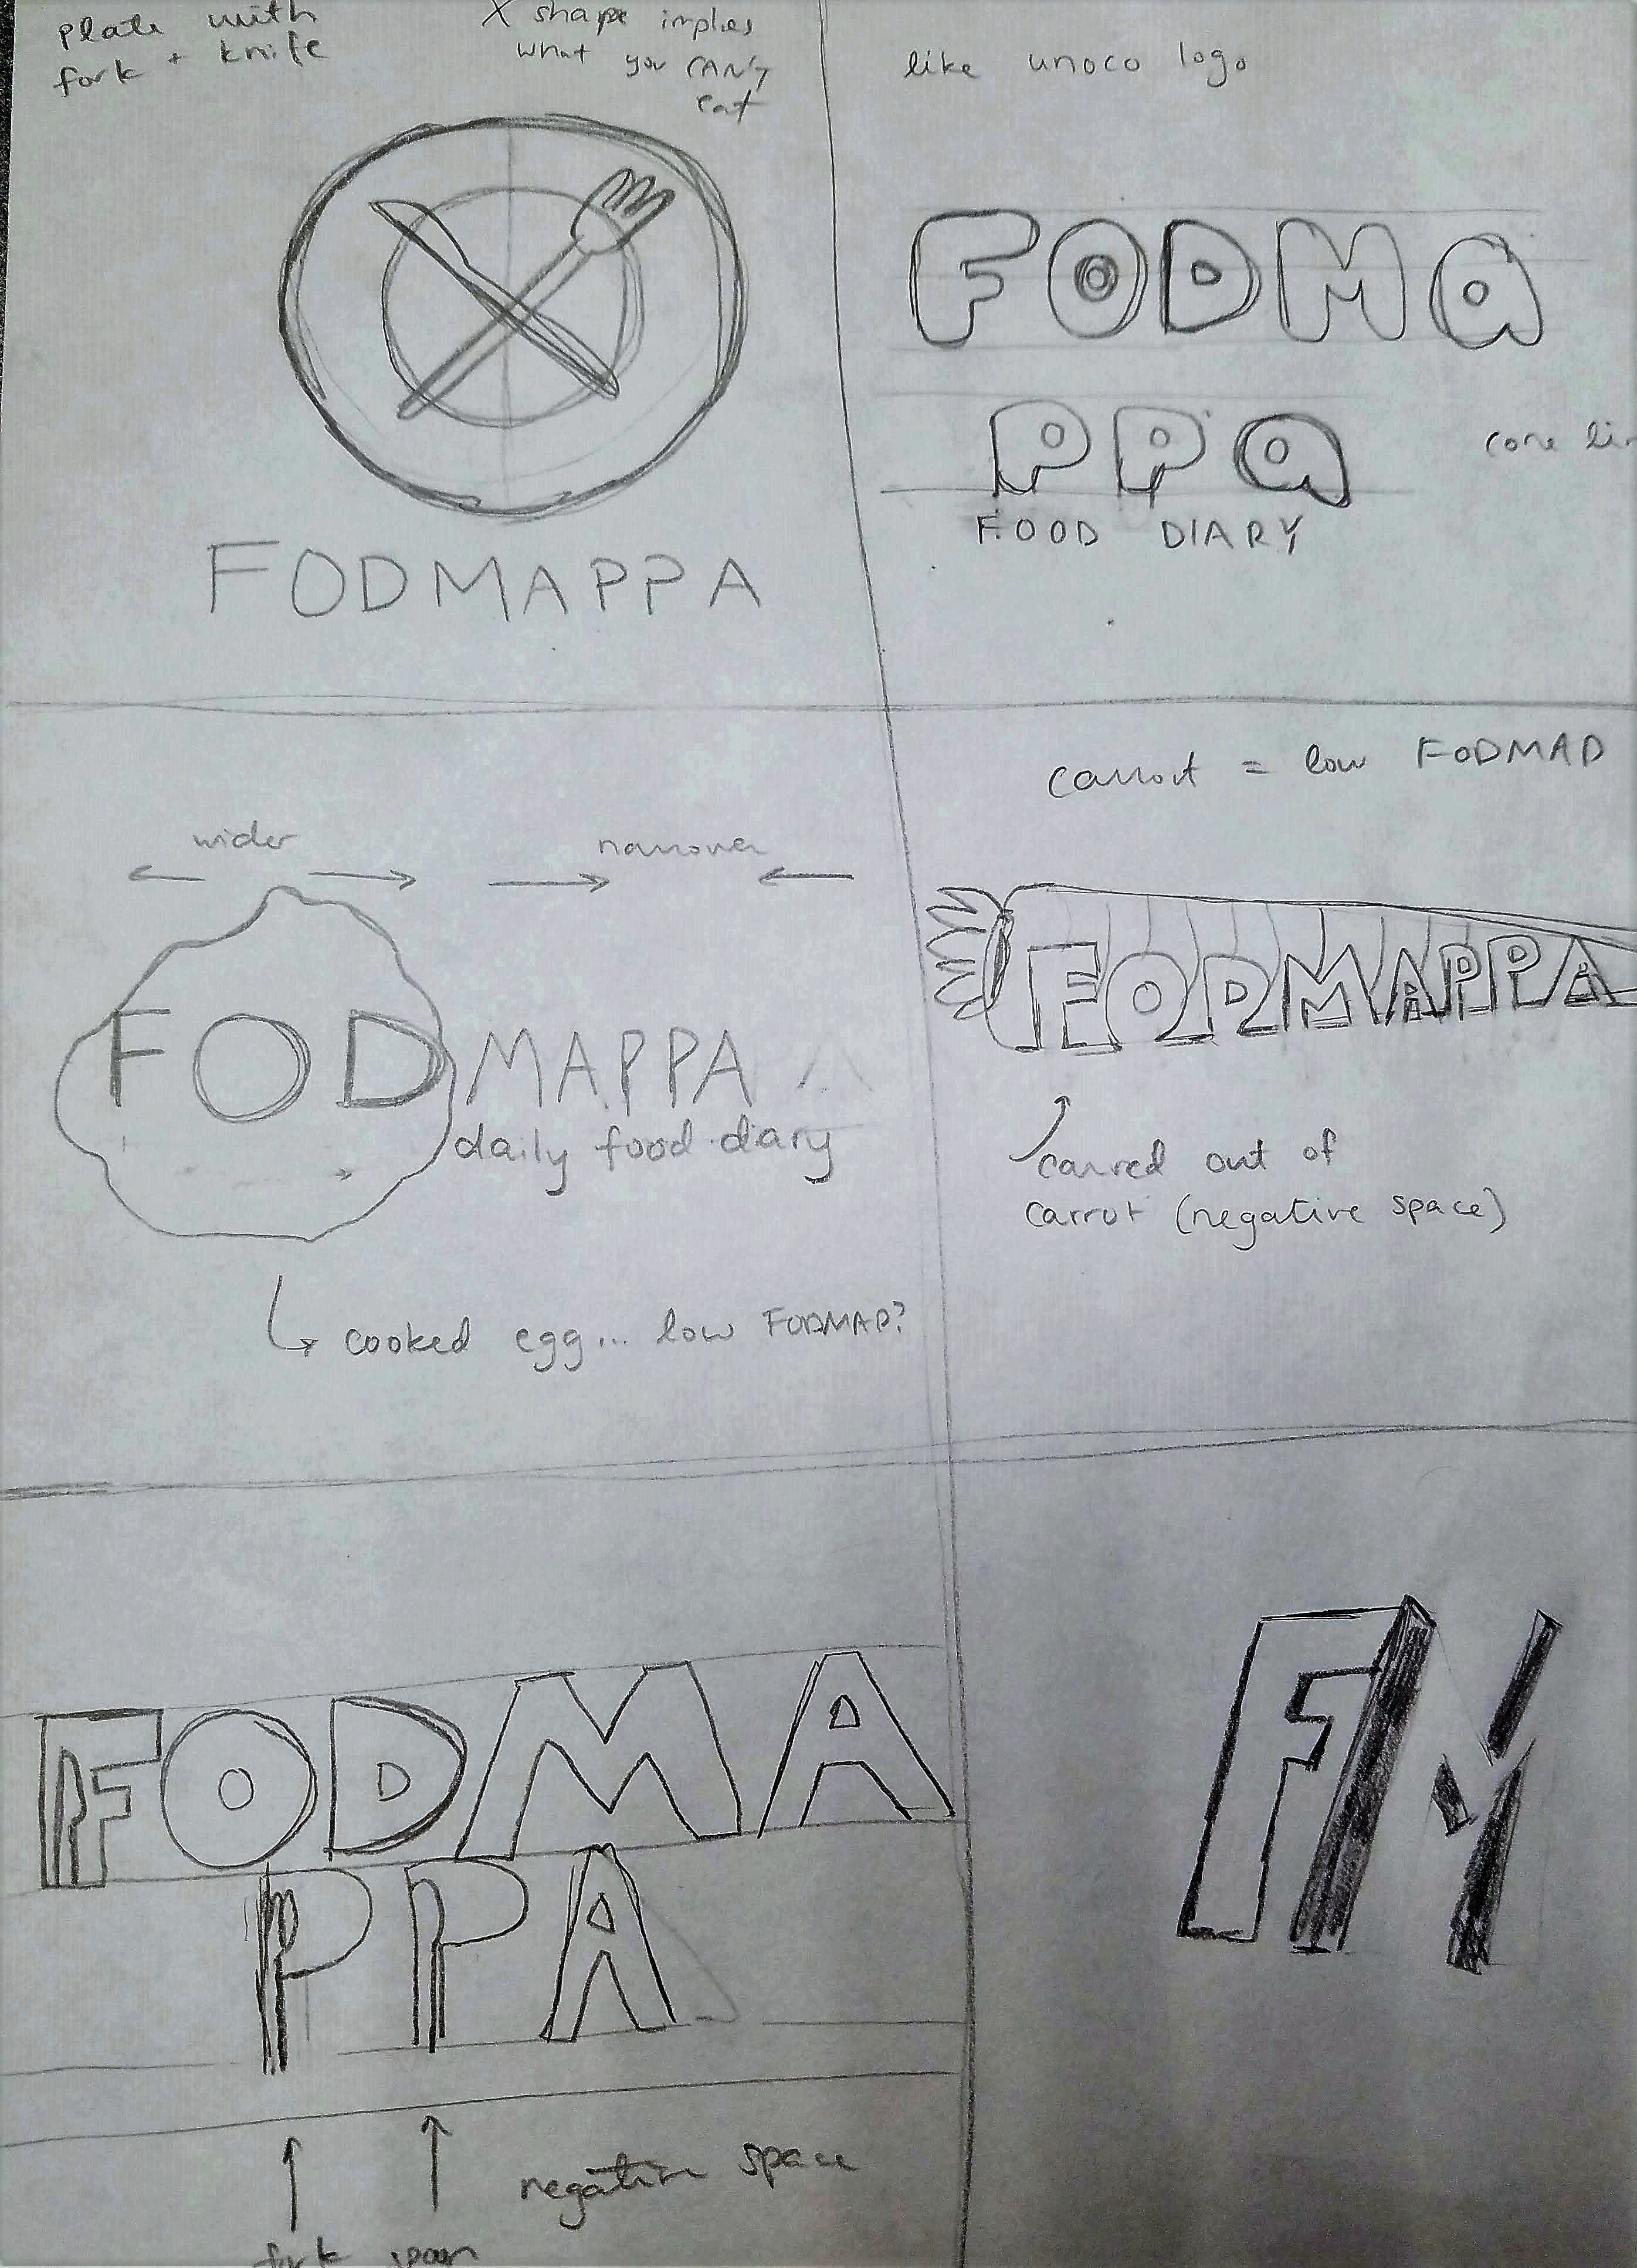 plate with
fork + knife
X shape implies
what you CAN'T
eat
FODMAPPA
like unoco logo
FODMa
PPa
FOOD DIARY
core
wider
narrower
FODMAPPA
daily food diary
cooked egg... low FODMAP?
carrot = low FODMAP
FODMAPPA
carved out of
carrot (negative space)
FODMA
PPA
negative space
fork spoon
FM